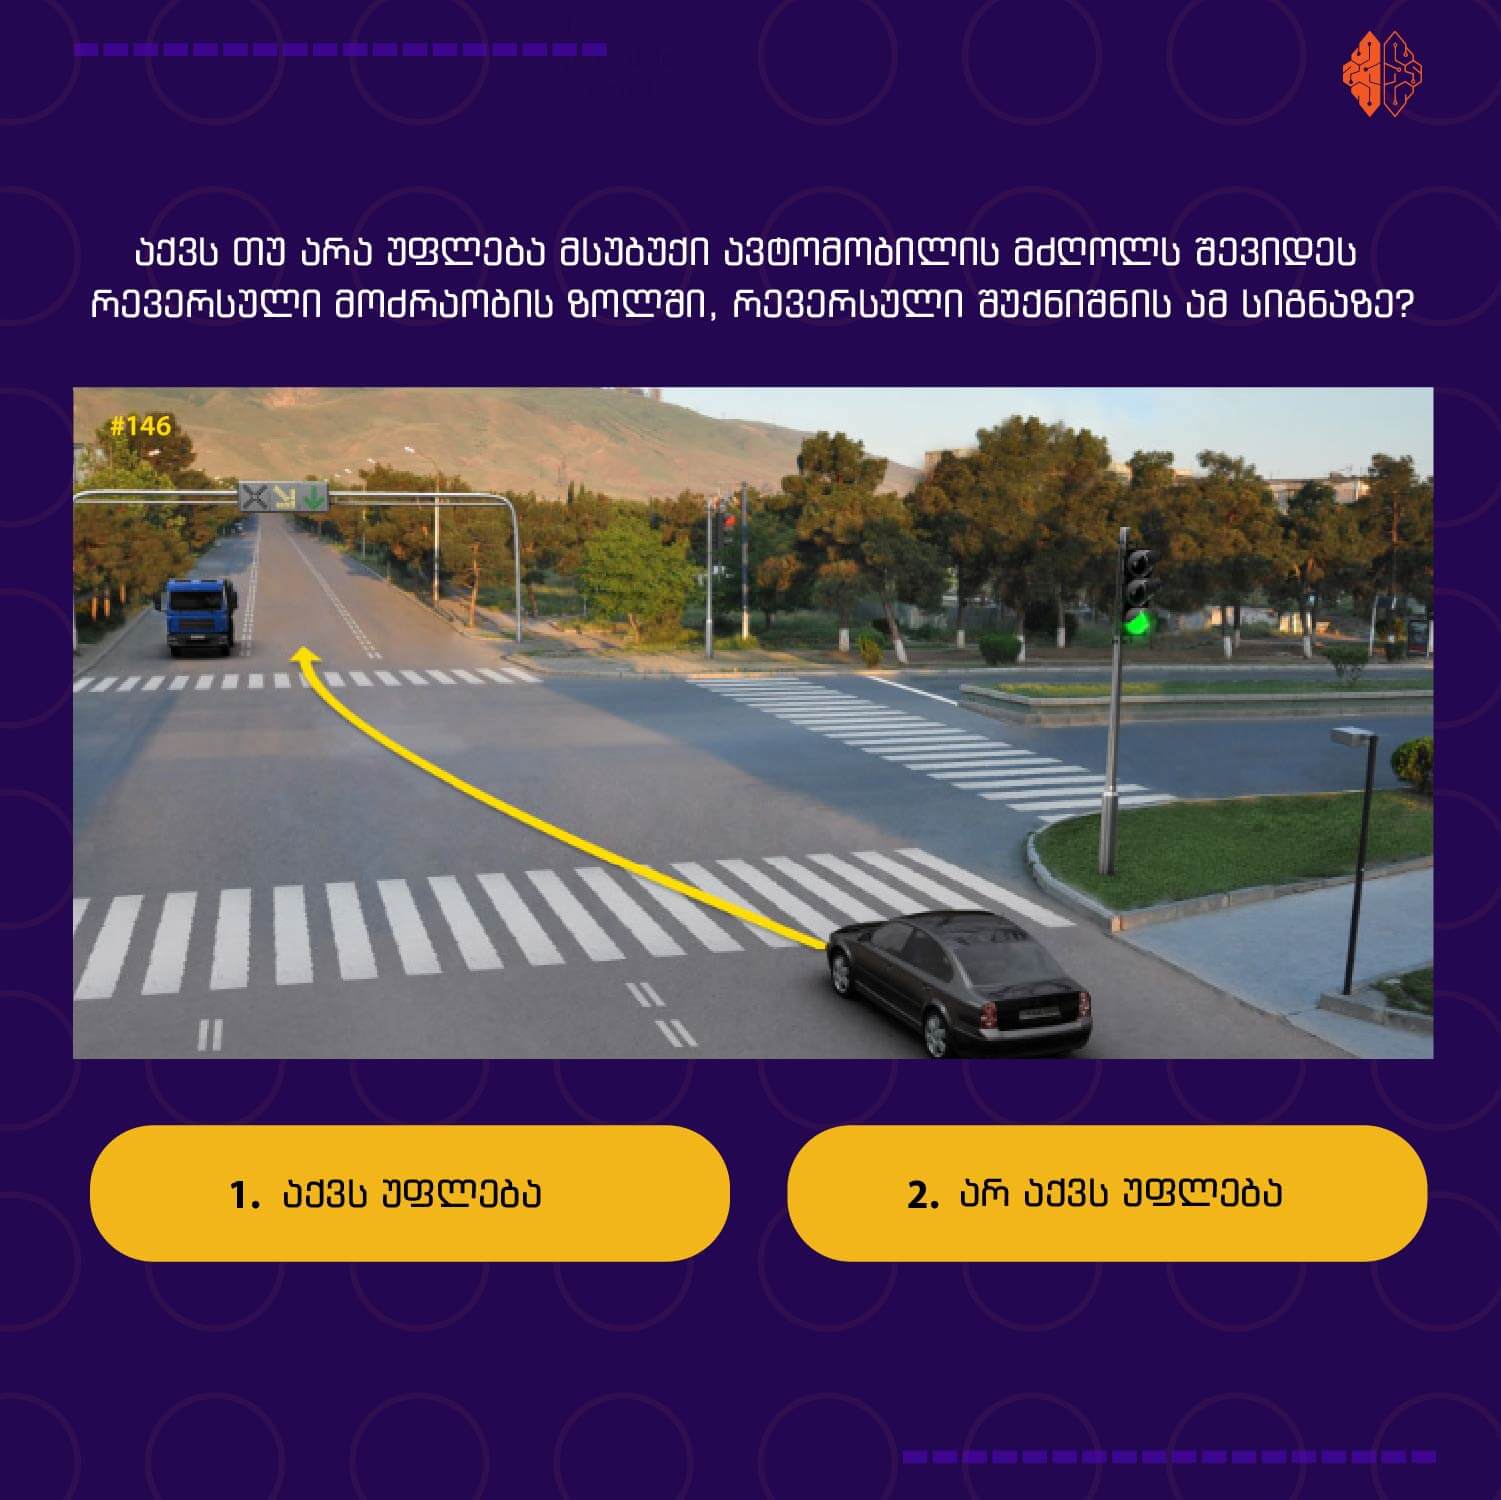 აქვს თუ არა უფლება მსუბუქი ავტომობილის მძღოლს შევიდეს
რევერსული მოძრაობის ზოლში, რევერსული შუქნიშნის ამ სიგნაზე?
#146
1. აქვს უფლება
2. არ აქვს უფლება